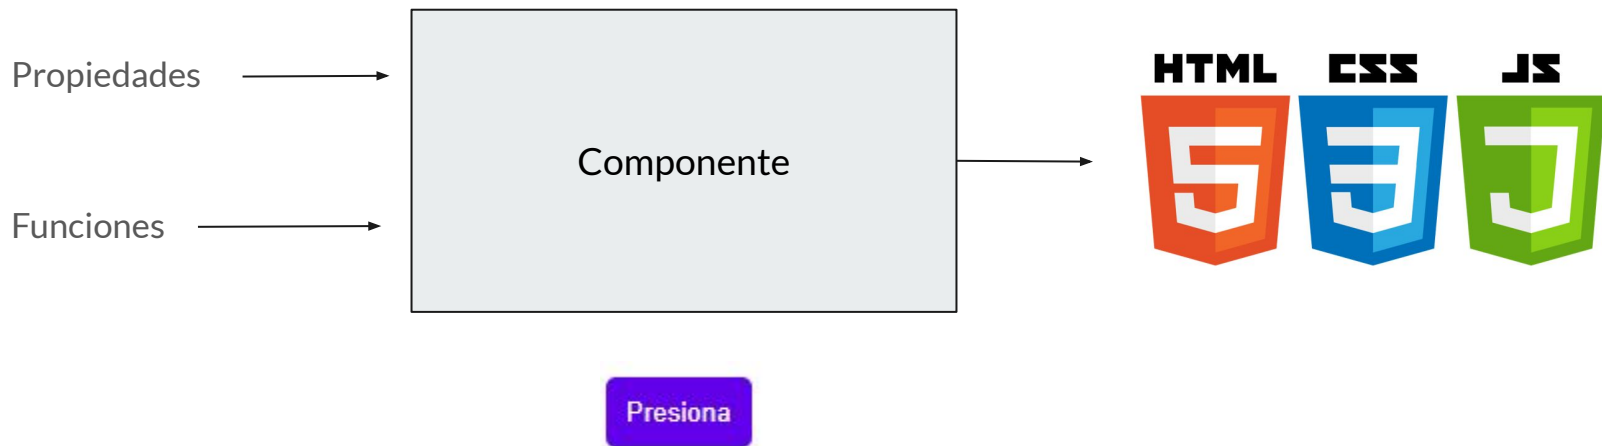 HTML CSS JS
Propiedades
Componente
Funciones
Presiona